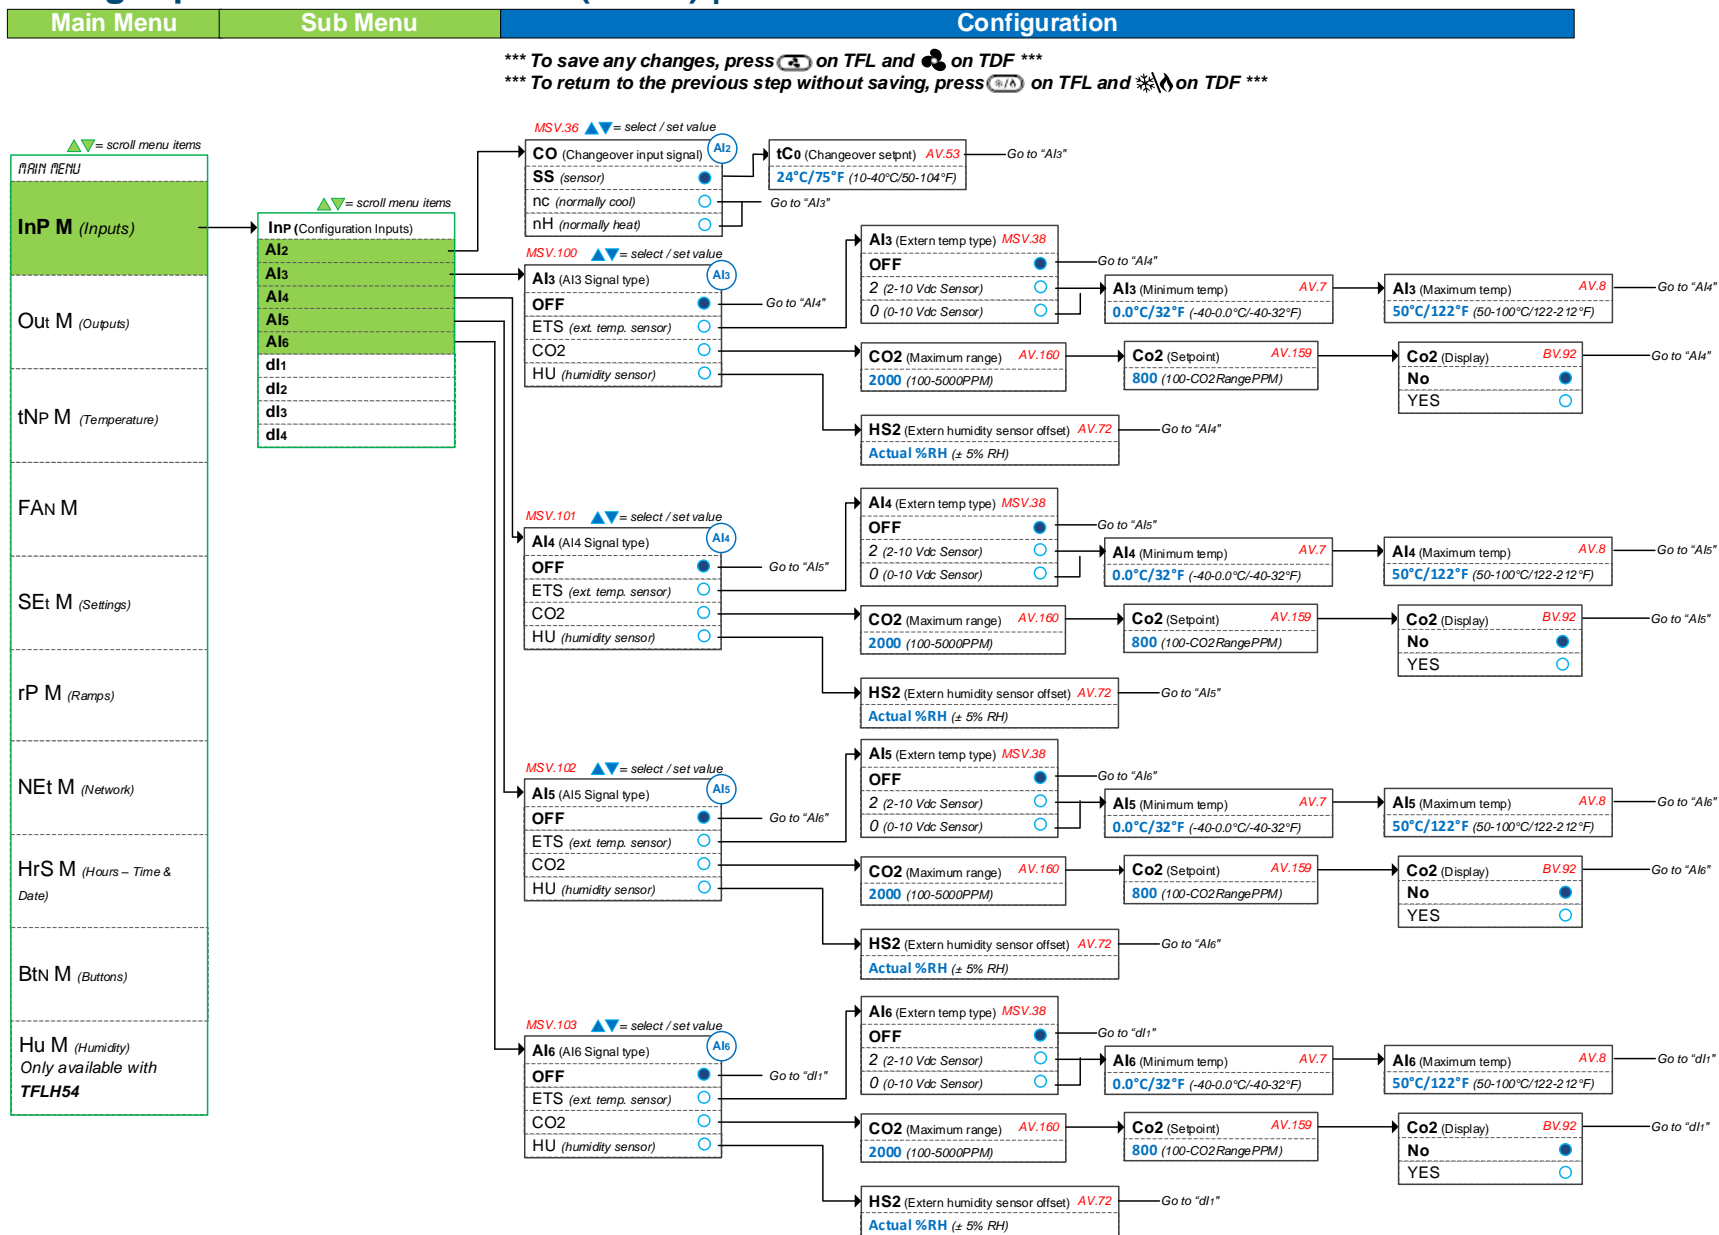 Main Menu
Sub Menu
Configuration
*** To save any changes, press on TFL and on TDF ***
*** To return to the previous step without saving, press on TFL and on TDF ***
= scroll menu items
MAIN MENU
InP M (Inputs)
Out M (Outputs)
tNP M (Temperature)
FAN M
SEt M (Settings)
rP M (Ramps)
NEt M (Network)
HrS M (Hours – Time &
Date)
BtN M (Buttons)
Hu M (Humidity)
Only available with
TFLH54
= scroll menu items
InP (Configuration Inputs)
AI2
AI3
AI4
AI5
AI6
dI1
dI2
dI3
dI4
MSV.36 = select / set value
CO (Changeover input signal) AI2
SS (sensor)
nc (normally cool)
nH (normally heat)
tC0 (Changeover setpnt) AV.53
24°C/75°F (10-40°C/50-104°F)
Go to "AI3"
Go to "AI3"
MSV.100 = select / set value
AI3 (AI3 Signal type) AI3
OFF
ETS (ext. temp. sensor)
CO2
HU (humidity sensor)
Go to "AI4"
AI3 (Extern temp type) MSV.38
OFF
2 (2-10 Vdc Sensor)
0 (0-10 Vdc Sensor)
Go to "AI4"
AI3 (Minimum temp) AV.7
0.0°C/32°F (-40-0.0°C/-40-32°F)
AI3 (Maximum temp) AV.8
50°C/122°F (50-100°C/122-212°F)
Go to "AI4"
CO2 (Maximum range) AV.160
2000 (100-5000PPM)
Co2 (Setpoint) AV.159
800 (100-CO2RangePPM)
Co2 (Display) BV.92
No
YES
Go to "AI4"
HS2 (Extern humidity sensor offset) AV.72
Actual %RH (± 5% RH)
Go to "AI4"
MSV.101 = select / set value
AI4 (AI4 Signal type) AI4
OFF
ETS (ext. temp. sensor)
CO2
HU (humidity sensor)
Go to "AI5"
AI4 (Extern temp type) MSV.38
OFF
2 (2-10 Vdc Sensor)
0 (0-10 Vdc Sensor)
Go to "AI5"
AI4 (Minimum temp) AV.7
0.0°C/32°F (-40-0.0°C/-40-32°F)
AI4 (Maximum temp) AV.8
50°C/122°F (50-100°C/122-212°F)
Go to "AI5"
CO2 (Maximum range) AV.160
2000 (100-5000PPM)
Co2 (Setpoint) AV.159
800 (100-CO2RangePPM)
Co2 (Display) BV.92
No
YES
Go to "AI5"
HS2 (Extern humidity sensor offset) AV.72
Actual %RH (± 5% RH)
Go to "AI5"
MSV.102 = select / set value
AI5 (AI5 Signal type) AI5
OFF
ETS (ext. temp. sensor)
CO2
HU (humidity sensor)
Go to "AI6"
AI5 (Extern temp type) MSV.38
OFF
2 (2-10 Vdc Sensor)
0 (0-10 Vdc Sensor)
Go to "AI6"
AI5 (Minimum temp) AV.7
0.0°C/32°F (-40-0.0°C/-40-32°F)
AI5 (Maximum temp) AV.8
50°C/122°F (50-100°C/122-212°F)
Go to "AI6"
CO2 (Maximum range) AV.160
2000 (100-5000PPM)
Co2 (Setpoint) AV.159
800 (100-CO2RangePPM)
Co2 (Display) BV.92
No
YES
Go to "AI6"
HS2 (Extern humidity sensor offset) AV.72
Actual %RH (± 5% RH)
Go to "AI6"
MSV.103 = select / set value
AI6 (AI6 Signal type) AI6
OFF
ETS (ext. temp. sensor)
CO2
HU (humidity sensor)
Go to "dI1"
AI6 (Extern temp type) MSV.38
OFF
2 (2-10 Vdc Sensor)
0 (0-10 Vdc Sensor)
Go to "dI1"
AI6 (Minimum temp) AV.7
0.0°C/32°F (-40-0.0°C/-40-32°F)
AI6 (Maximum temp) AV.8
50°C/122°F (50-100°C/122-212°F)
Go to "dI1"
CO2 (Maximum range) AV.160
2000 (100-5000PPM)
Co2 (Setpoint) AV.159
800 (100-CO2RangePPM)
Co2 (Display) BV.92
No
YES
Go to "dI1"
HS2 (Extern humidity sensor offset) AV.72
Actual %RH (± 5% RH)
Go to "dI1"